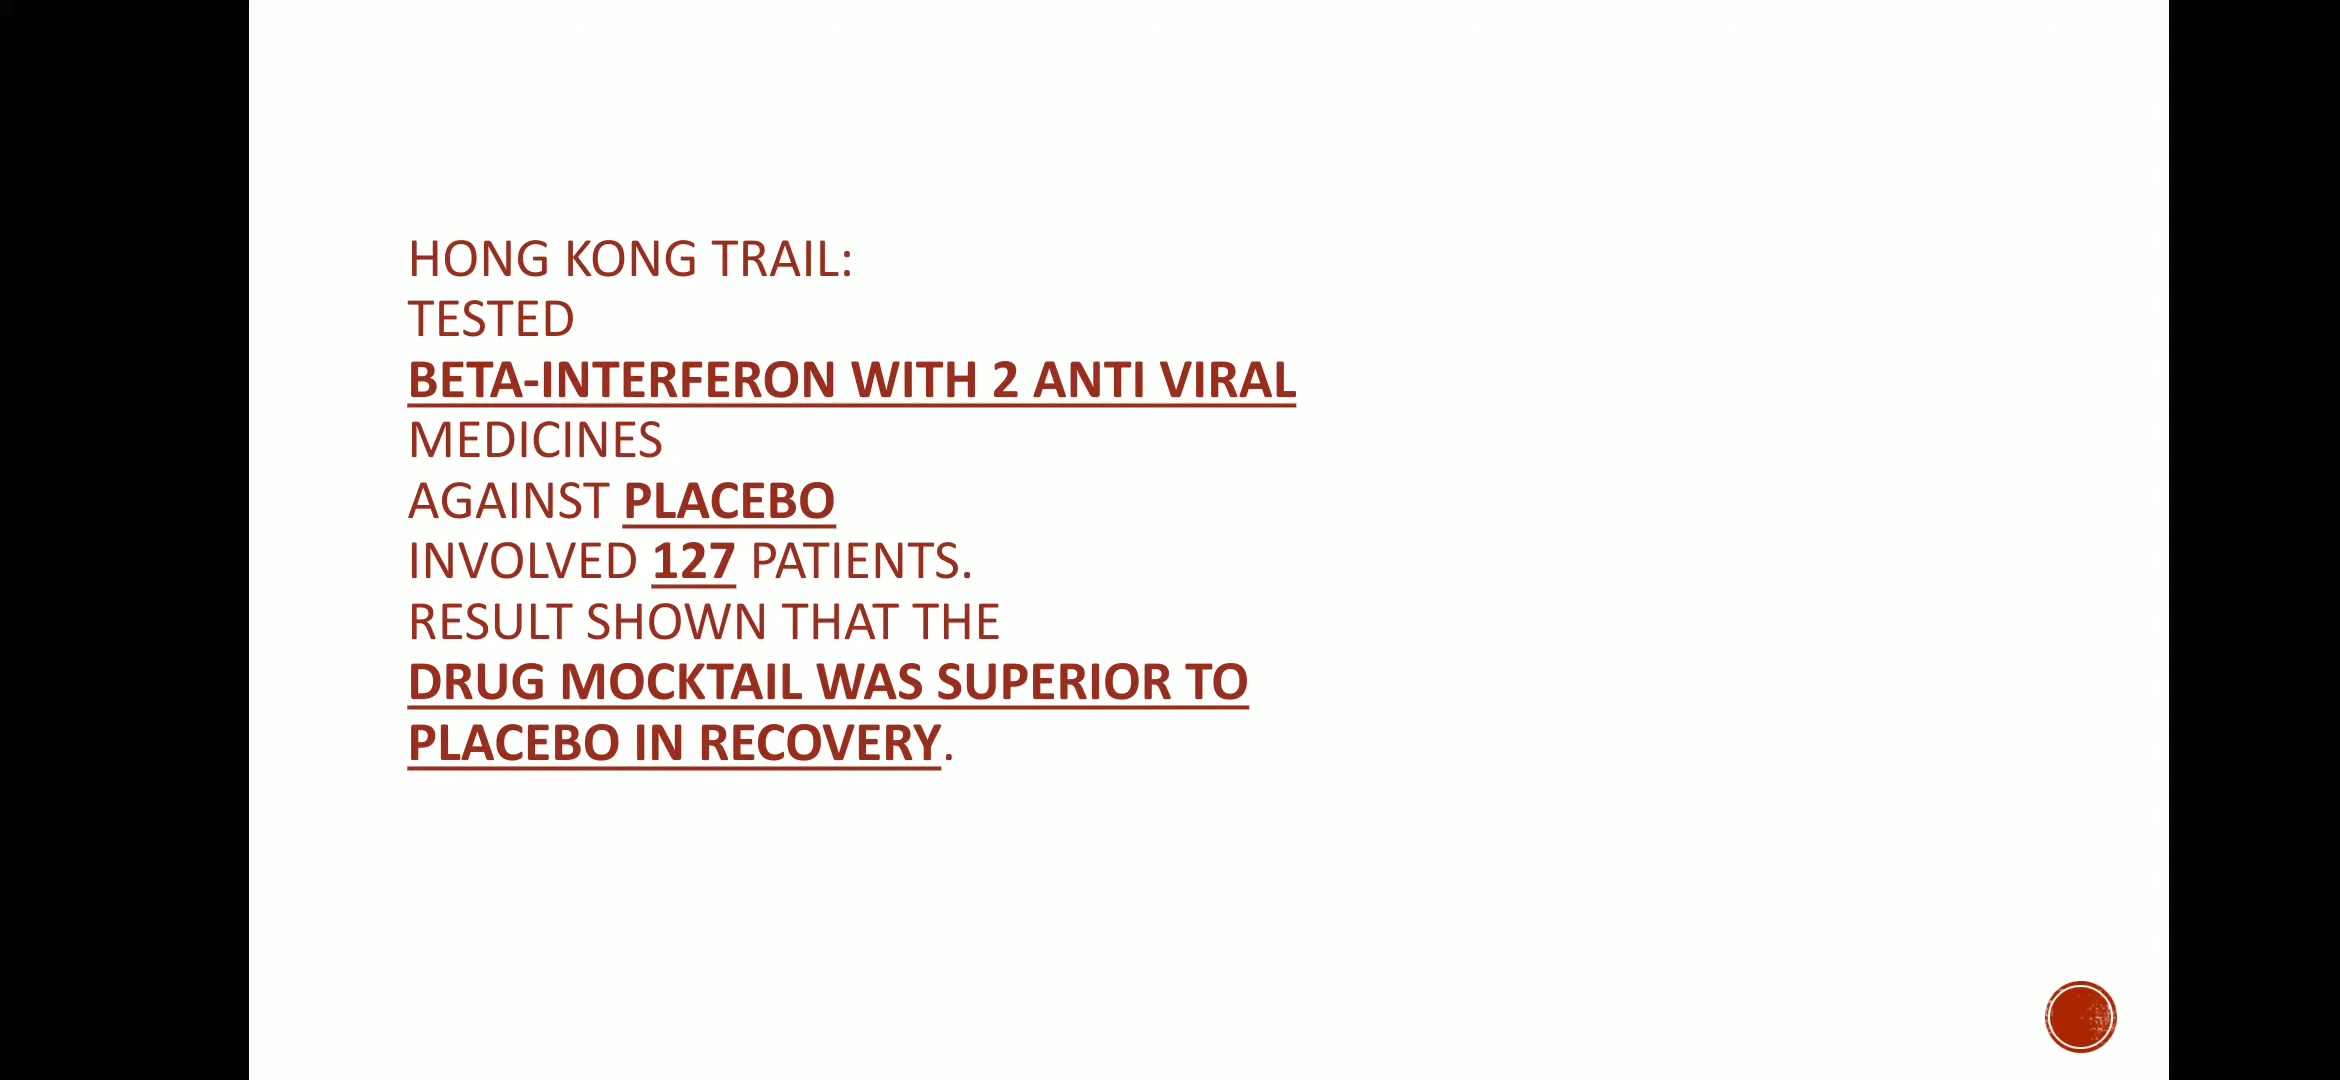 HONG KONG TRAIL:
TESTED
BETA-INTERFERON WITH 2 ANTI VIRAL
MEDICINES
AGAINST PLACEBO
INVOLVED 127 PATIENTS.
RESULT SHOWN THAT THE
DRUG MOCKTAIL WAS SUPERIOR TO
PLACEBO IN RECOVERY.